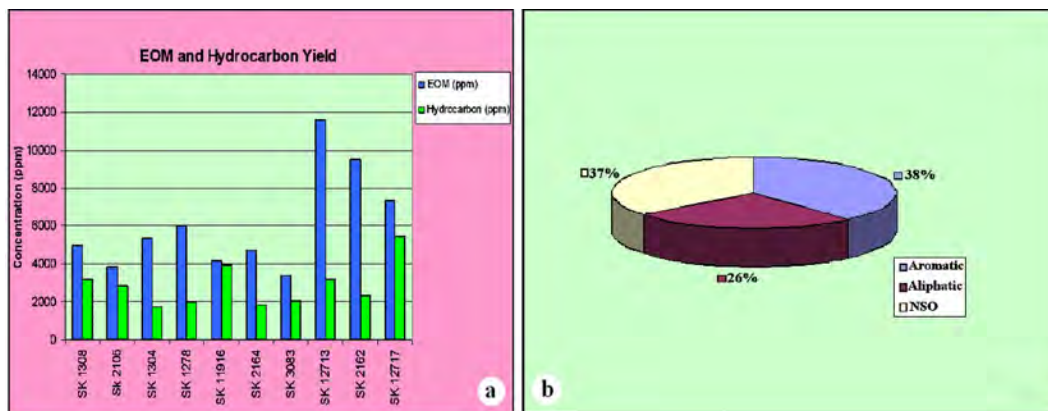 EOM and Hydrocarbon Yield
14000
12000
10000
8000
6000
4000
2000
0
Concentration (ppm)
EOM (ppm)
Hydrocarbon (ppm)
SK 1308
Sk 2106
SK 1304
SK 1278
SK 11916
SK 2164
SK 3083
SK 12713
SK 2162
SK 12717
a
37%
38%
26%
Aromatic
Aliphatic
NSO
b